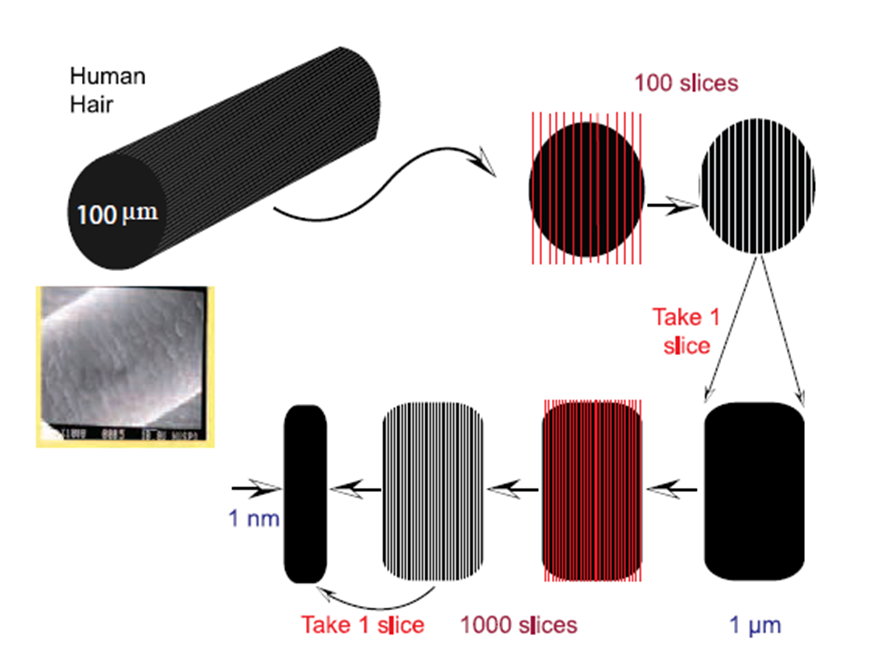 Human
Hair
100 slices
100 μm
Take 1
slice
1 nm
Take 1 slice
1000 slices
1 μm